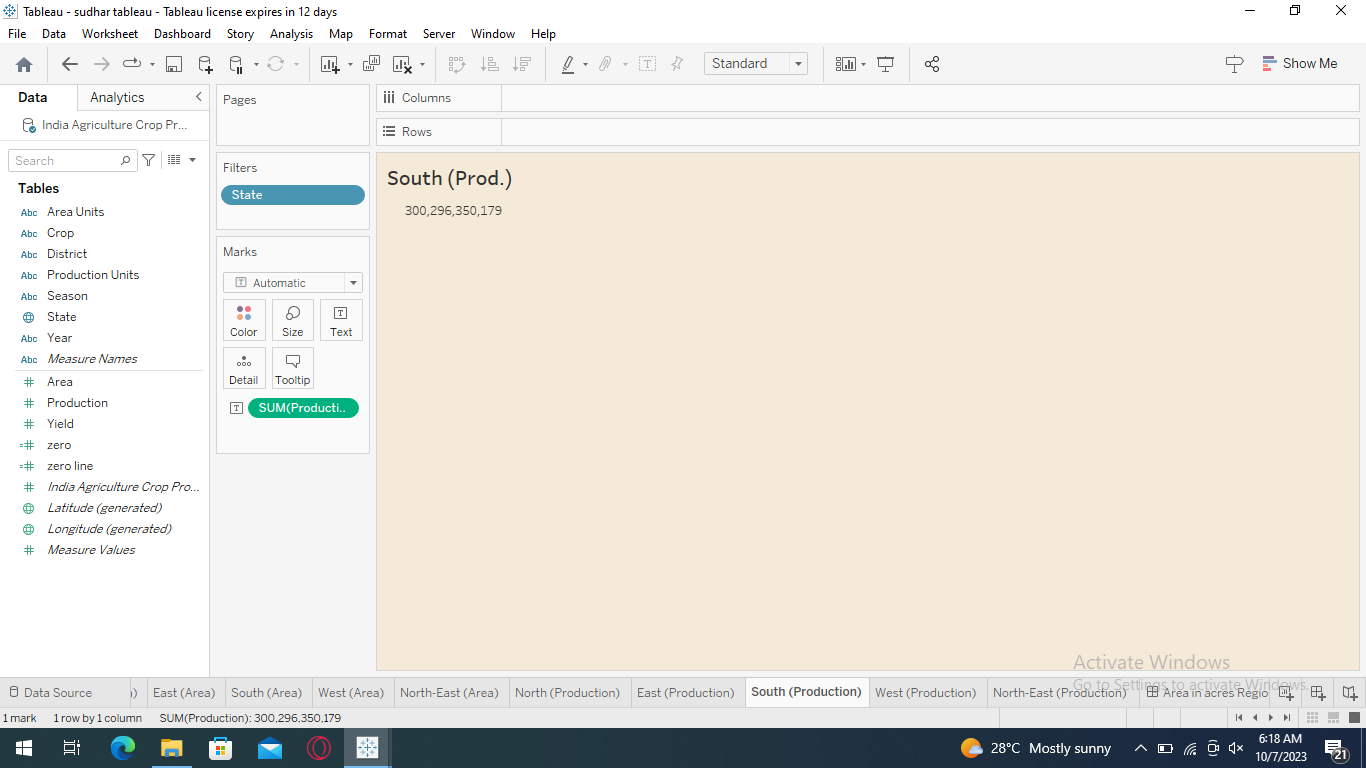 Tableau - sudhar tableau - Tableau license expires in 12 days
File Data Worksheet Dashboard Story Analysis Map Format Server Window Help
Standard
Show Me
Data Analytics
India Agriculture Crop Pr...
Search
Tables
Abc Area Units
Abc Crop
Abc District
Abc Production Units
Abc Season
State
Abc Year
Abc Measure Names
# Area
# Production
# Yield
=# zero
=# zero line
# India Agriculture Crop Pro...
Latitude (generated)
Longitude (generated)
# Measure Values
Pages
Filters
State
Marks
T Automatic
Color Size Text
Detail Tooltip
T SUM(Producti..
Columns
Rows
South (Prod.)
300,296,350,179
Activate Windows
Go to Settings to activate Windows.
Data Source ) East (Area) South (Area) West (Area) North-East (Area) North (Production) East (Production) South (Production) West (Production) North-East (Production) Area in acres Regio
1 mark 1 row by 1 column SUM(Production): 300,296,350,179
28°C Mostly sunny
6:18 AM
10/7/2023
21